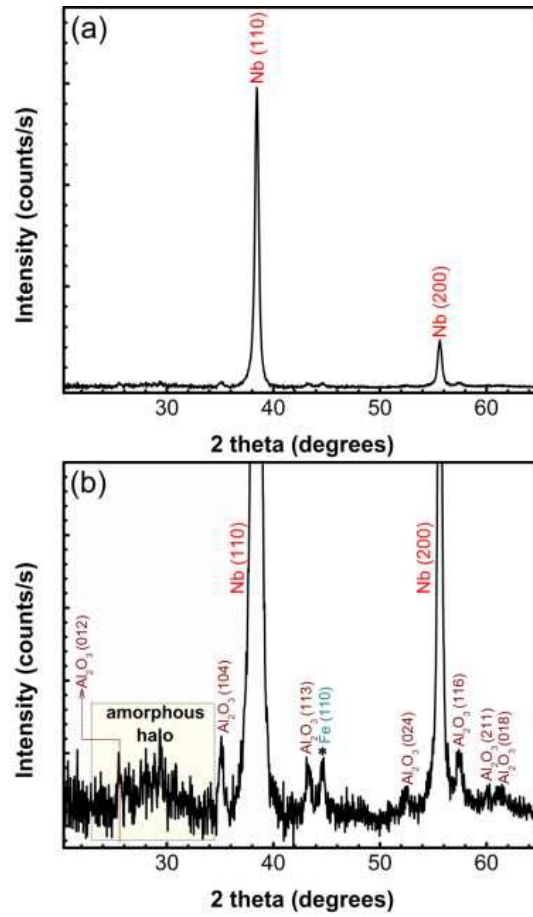 (a)
Nb (110)
Nb (200)
Intensity (counts/s)
30
40
50
60
2 theta (degrees)
(b)
Nb (110)
Nb (200)
Al₂O₃ (012)
amorphous
halo
Al₂O₃ (104)
Al₂O₃ (113)
* Fe (110)
Al₂O₃ (024)
Al₂O₃ (116)
Al₂O₃ (211)
Al₂O₃ (018)
Intensity (counts/s)
30
40
50
60
2 theta (degrees)